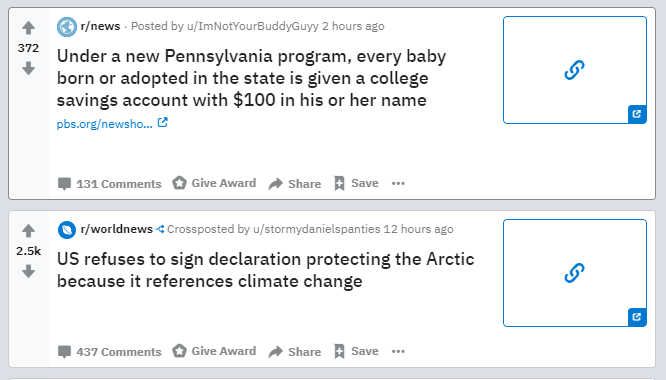 r/news · Posted by u/ImNotYourBuddyGuyy 2 hours ago
372
Under a new Pennsylvania program, every baby
born or adopted in the state is given a college
savings account with $100 in his or her name
pbs.org/newsho...
131 Comments Give Award Share Save ...
r/worldnews Crossposted by u/stormydanielspanties 12 hours ago
2.5k
US refuses to sign declaration protecting the Arctic
because it references climate change
437 Comments Give Award Share Save ...